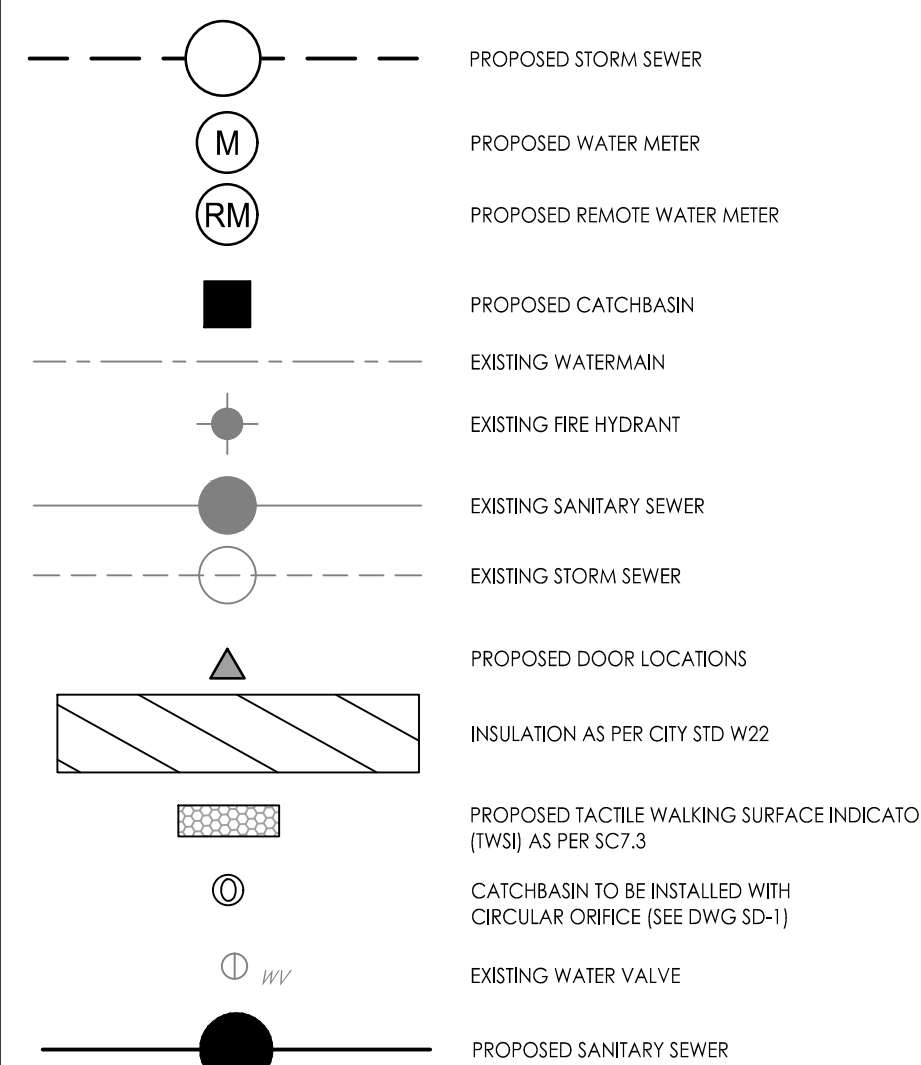 PROPOSED STORM SEWER
M
PROPOSED WATER METER
RM
PROPOSED REMOTE WATER METER
PROPOSED CATCHBASIN
EXISTING WATERMAIN
EXISTING FIRE HYDRANT
EXISTING SANITARY SEWER
EXISTING STORM SEWER
PROPOSED DOOR LOCATIONS
INSULATION AS PER CITY STD W22
PROPOSED TACTILE WALKING SURFACE INDICATO
(TWSI) AS PER SC7.3
O
CATCHBASIN TO BE INSTALLED WITH
CIRCULAR ORIFICE (SEE DWG SD-1)
WV
EXISTING WATER VALVE
PROPOSED SANITARY SEWER